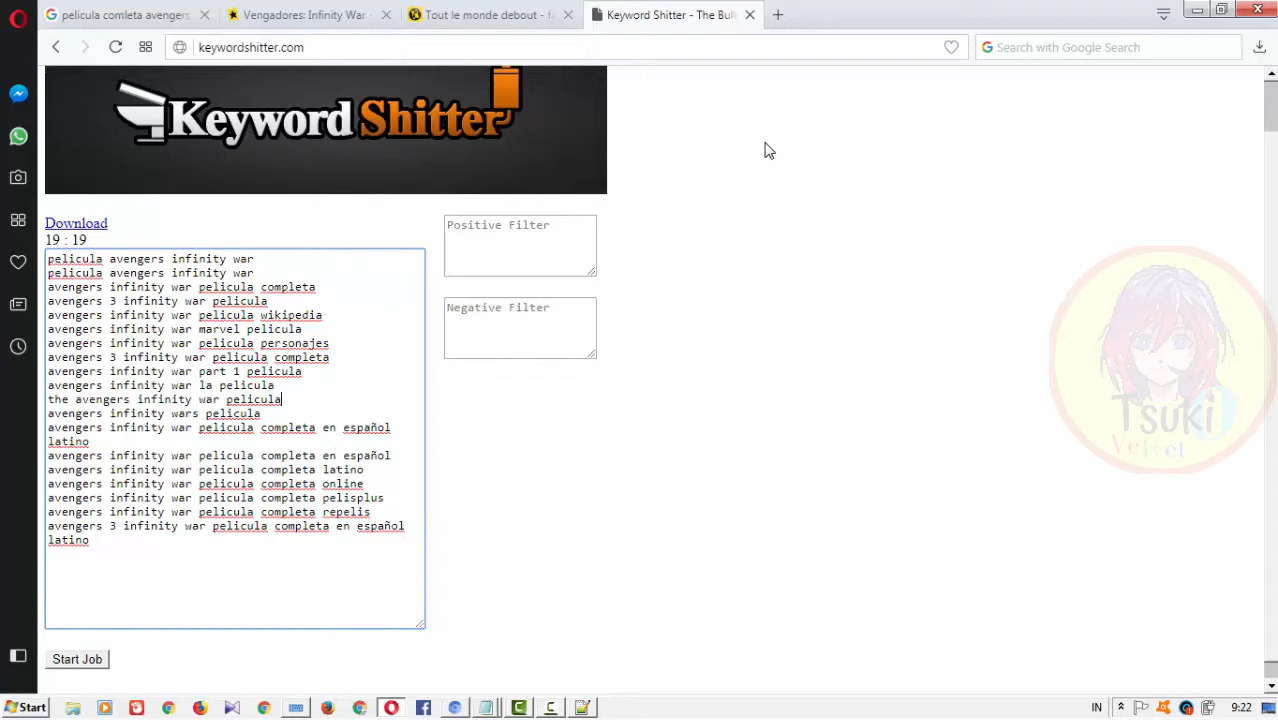 pelicula comleta avengers
Vengadores: Infinity War -
Tout le monde debout - f
Keyword Shitter - The Bul
keywordshitter.com
Search with Google Search
Keyword Shitter
Download
19 : 19
Positive Filter
Negative Filter
pelicula avengers infinity war
pelicula avengers infinity war
avengers infinity war pelicula completa
avengers 3 infinity war pelicula
avengers infinity war pelicula wikipedia
avengers infinity war marvel pelicula
avengers infinity war pelicula personajes
avengers 3 infinity war pelicula completa
avengers infinity war part 1 pelicula
avengers infinity war la pelicula
the avengers infinity war pelicula
avengers infinity wars pelicula
avengers infinity war pelicula completa en español
latino
avengers infinity war pelicula completa en español
avengers infinity war pelicula completa latino
avengers infinity war pelicula completa online
avengers infinity war pelicula completa pelisplus
avengers infinity war pelicula completa repelis
avengers 3 infinity war pelicula completa en español
latino
Start Job
Tsuki
Velvet
Start
IN
9:22